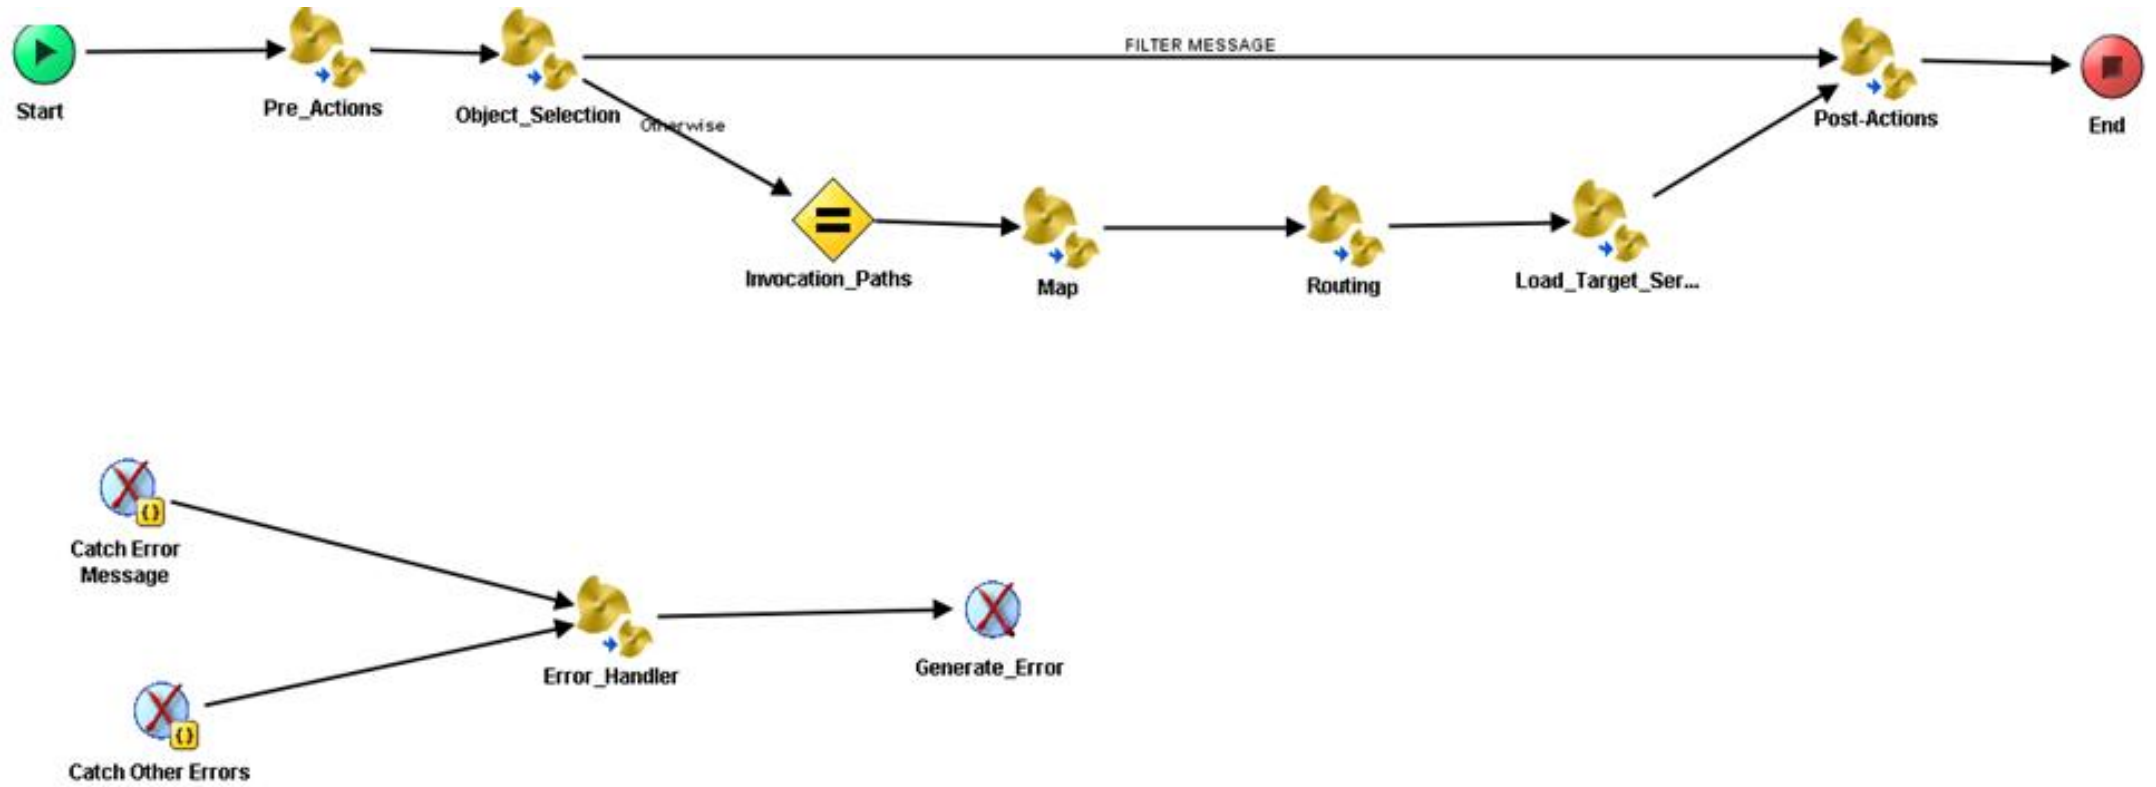 FILTER MESSAGE
Start
Pre_Actions
Object_Selection
Otherwise
Post-Actions
End
Invocation_Paths
Map
Routing
Load_Target_Ser...
Catch Error
Message
Error_Handler
Generate_Error
Catch Other Errors